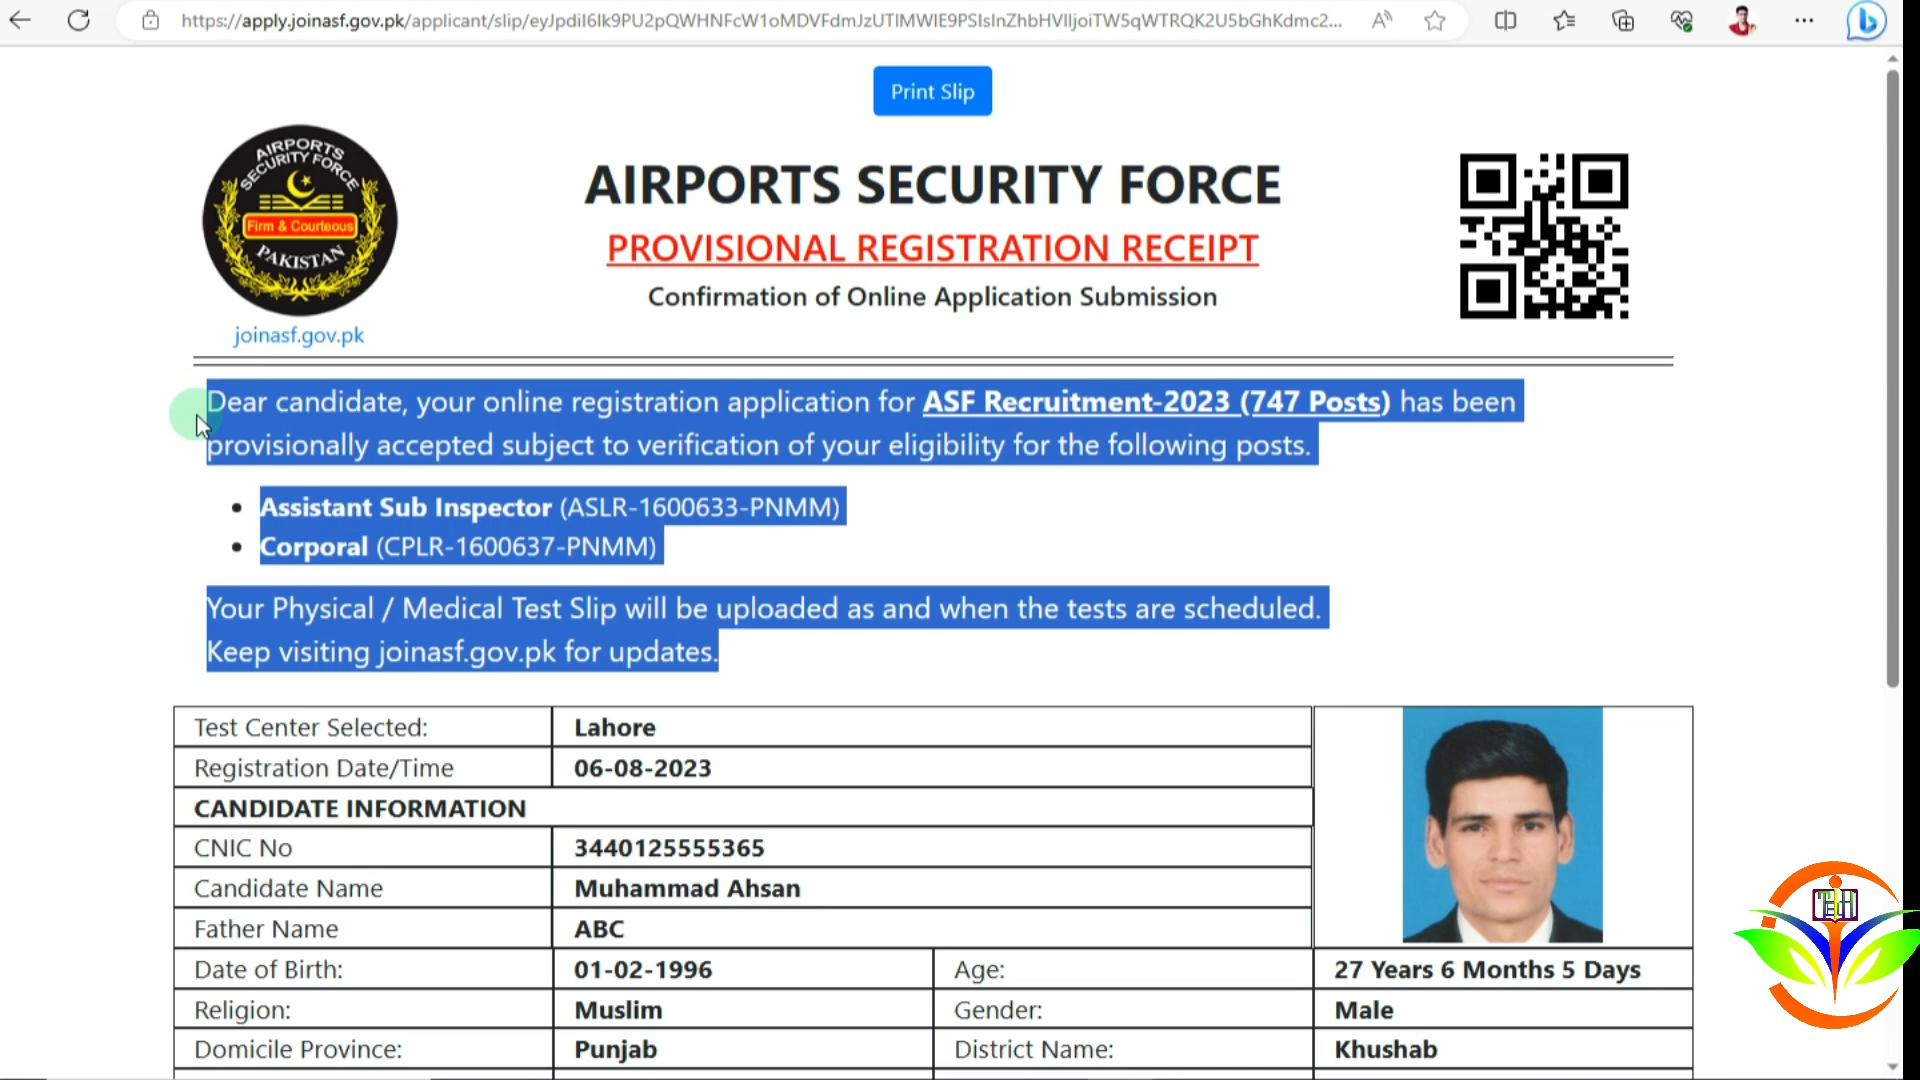 https://apply.joinasf.gov.pk/applicant/slip/eyJpdiI6Ik9PU2pQWHNFcW1oMDVFdmJzUTlMWlE9PSIsInZhbHVlIjoiTW5qWTRQK2U5bGhKdmc2...
Print Slip
AIRPORTS SECURITY FORCE
Firm & Courteous
PAKISTAN
joinasf.gov.pk
AIRPORTS SECURITY FORCE
PROVISIONAL REGISTRATION RECEIPT
Confirmation of Online Application Submission
Dear candidate, your online registration application for ASF Recruitment-2023 (747 Posts) has been
provisionally accepted subject to verification of your eligibility for the following posts.
• Assistant Sub Inspector (ASLR-1600633-PNMM)
• Corporal (CPLR-1600637-PNMM)
Your Physical / Medical Test Slip will be uploaded as and when the tests are scheduled.
Keep visiting joinasf.gov.pk for updates.
Test Center Selected: Lahore
Registration Date/Time 06-08-2023
CANDIDATE INFORMATION
CNIC No 3440125555365
Candidate Name Muhammad Ahsan
Father Name ABC
Date of Birth: 01-02-1996 Age: 27 Years 6 Months 5 Days
Religion: Muslim Gender: Male
Domicile Province: Punjab District Name: Khushab